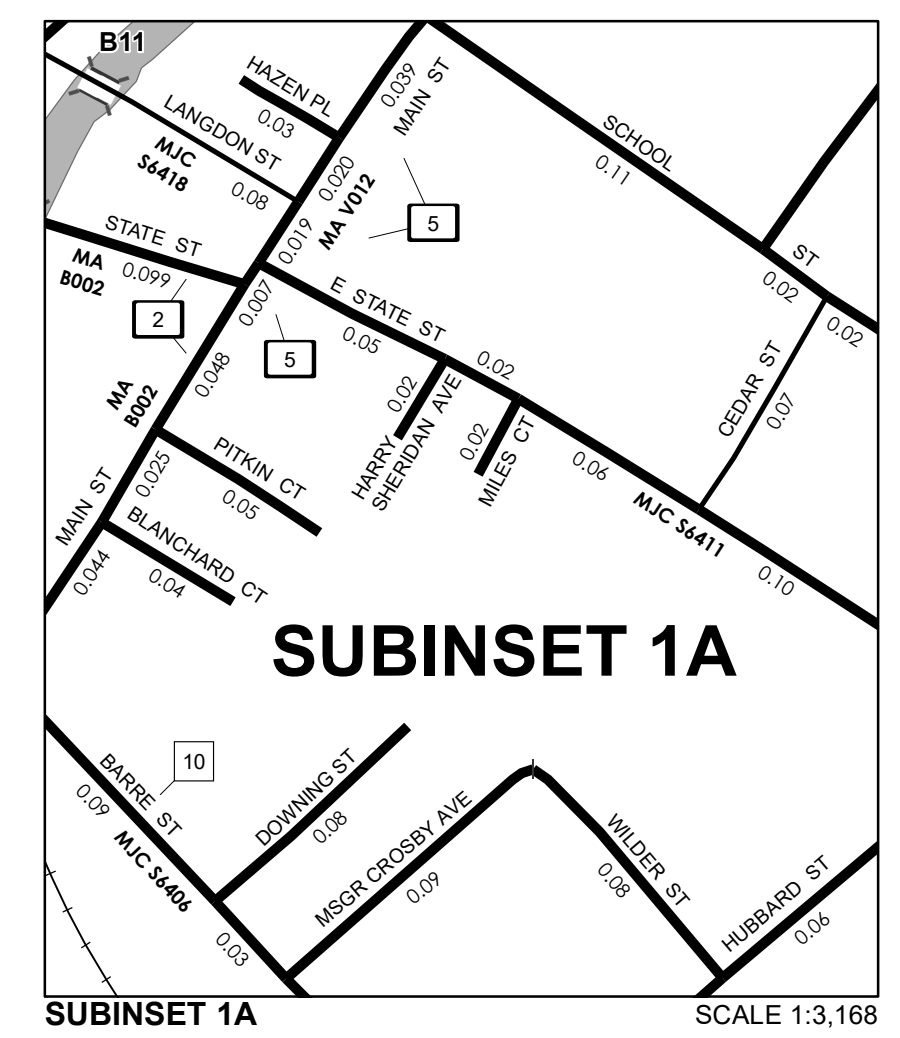 B11
HAZEN PL
0.03
LANGDON ST
MJC
S6418
0.08
0.039
MAIN ST
0.020
MA V012
0.019
5
SCHOOL
0.11
ST
0.02
0.02
STATE ST
MA
B002
0.099
2
0.007
5
E STATE ST
0.05
0.02
0.048
MA
B002
HARRY
SHERIDAN AVE
0.02
0.02
MILES CT
CEDAR ST
0.07
0.06
MJC S6411
0.10
MAIN ST
0.025
PITKIN CT
0.05
BLANCHARD CT
0.04
0.044
SUBINSET 1A
10
BARRE ST
0.09
MJC S6406
0.03
DOWNING ST
0.08
MSGR CROSBY AVE
0.09
WILDER ST
0.08
HUBBARD ST
0.06
SUBINSET 1A
SCALE 1:3,168